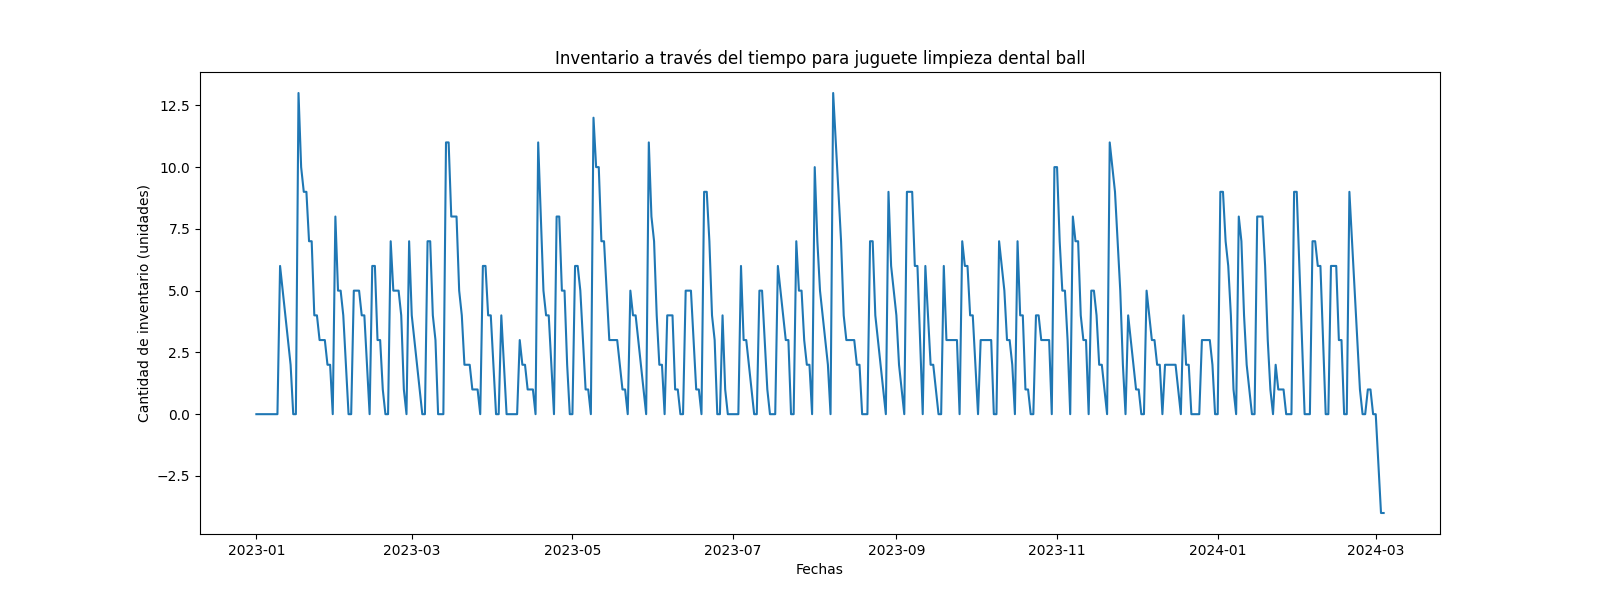 Inventario a través del tiempo para juguete limpieza dental ball
Cantidad de inventario (unidades)
12.5
10.0
7.5
5.0
2.5
0.0
−2.5
2023-01 2023-03 2023-05 2023-07 2023-09 2023-11 2024-01 2024-03
Fechas